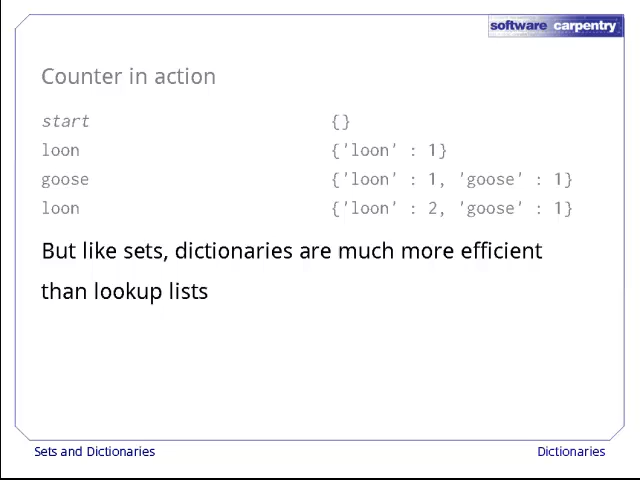 software carpentry
Counter in action
start {}
loon {'loon' : 1}
goose {'loon' : 1, 'goose' : 1}
loon {'loon' : 2, 'goose' : 1}
But like sets, dictionaries are much more efficient
than lookup lists
Sets and Dictionaries Dictionaries